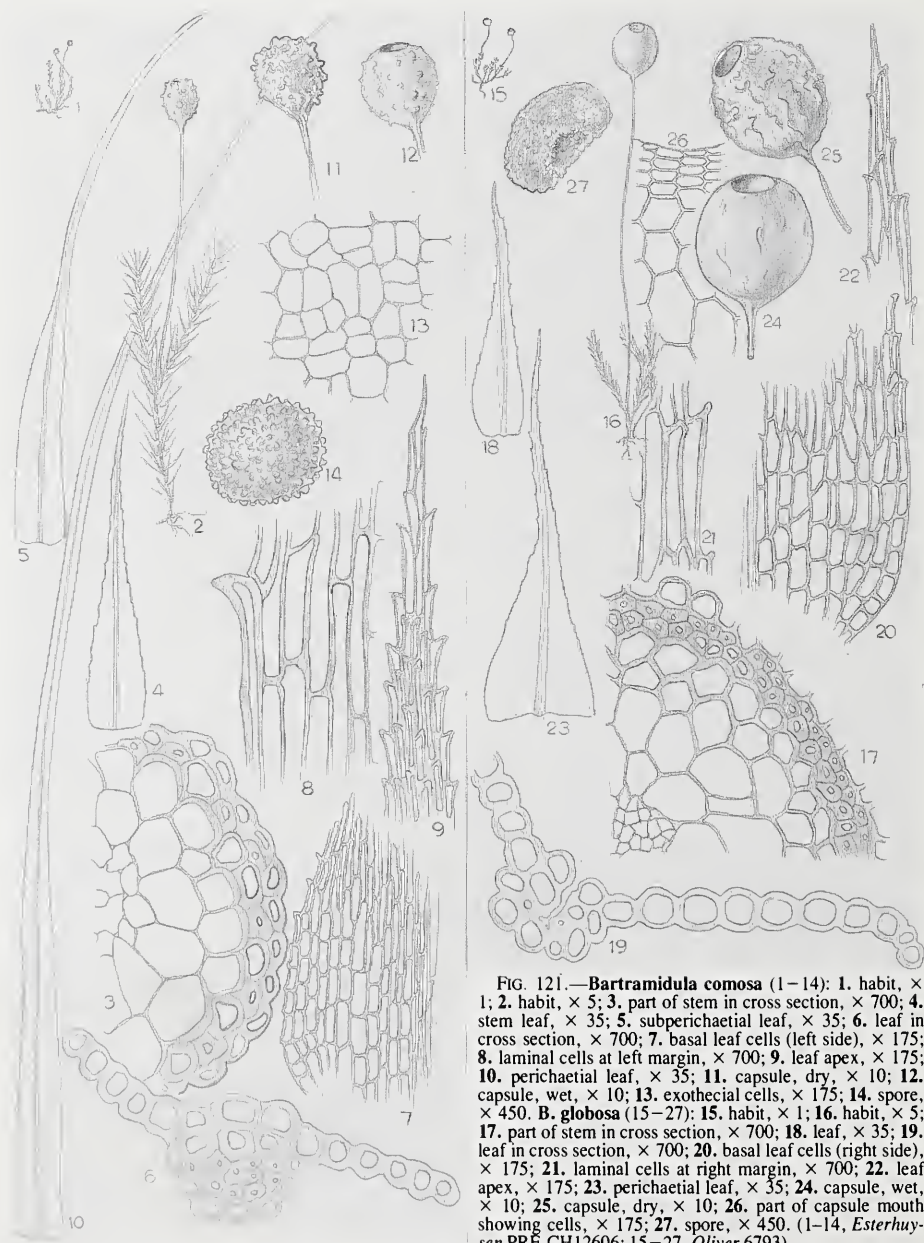 1
2
3
4
5
6
7
8
9
10
11
12
13
14
15
16
17
18
19
20
21
22
23
24
25
26
27
FIG. 121.—Bartramidula comosa (1–14): 1. habit, ×
1; 2. habit, × 5; 3. part of stem in cross section, × 700; 4.
stem leaf, × 35; 5. subperichaetial leaf, × 35; 6. leaf in
cross section, × 700; 7. basal leaf cells (left side), × 175;
8. laminal cells at left margin, × 700; 9. leaf apex, × 175;
10. perichaetial leaf, × 35; 11. capsule, dry, × 10; 12.
capsule, wet, × 10; 13. exothecial cells, × 175; 14. spore,
× 450. B. globosa (15–27): 15. habit, × 1; 16. habit, × 5;
17. part of stem in cross section, × 700; 18. leaf, × 35; 19.
leaf in cross section, × 700; 20. basal leaf cells (right side),
× 175; 21. laminal cells at right margin, × 700; 22. leaf
apex, × 175; 23. perichaetial leaf, × 35; 24. capsule, wet,
× 10; 25. capsule, dry, × 10; 26. part of capsule mouth
showing cells, × 175; 27. spore, × 450. (1–14, Esterhuy-
sen PRE-CH12606; 15–27, Oliver 6793)